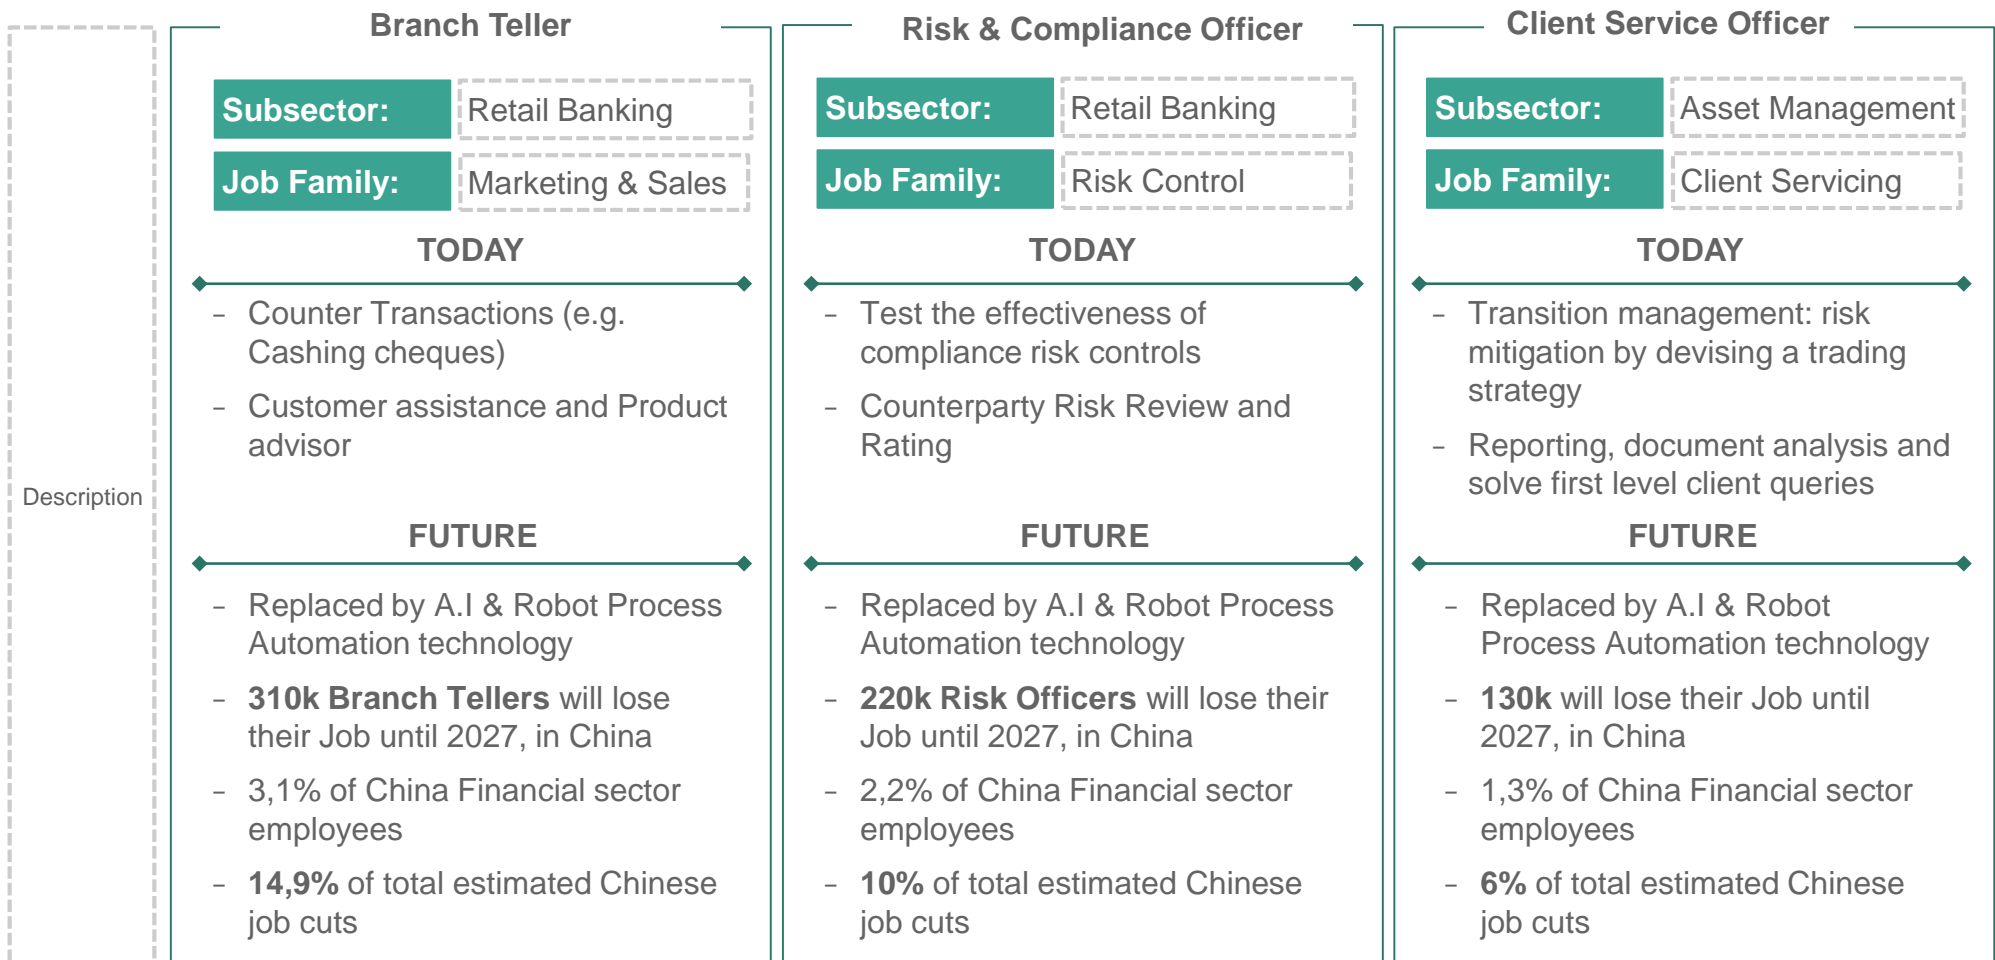 Description
Branch Teller
Subsector:
Retail Banking
Job Family:
Marketing & Sales
TODAY
– Counter Transactions (e.g.
Cashing cheques)
– Customer assistance and Product
advisor
FUTURE
– Replaced by A.I & Robot Process
Automation technology
– 310k Branch Tellers will lose
their Job until 2027, in China
– 3,1% of China Financial sector
employees
– 14,9% of total estimated Chinese
job cuts
Risk & Compliance Officer
Subsector:
Retail Banking
Job Family:
Risk Control
TODAY
– Test the effectiveness of
compliance risk controls
– Counterparty Risk Review and
Rating
FUTURE
– Replaced by A.I & Robot Process
Automation technology
– 220k Risk Officers will lose their
Job until 2027, in China
– 2,2% of China Financial sector
employees
– 10% of total estimated Chinese
job cuts
Client Service Officer
Subsector:
Asset Management
Job Family:
Client Servicing
TODAY
– Transition management: risk
mitigation by devising a trading
strategy
– Reporting, document analysis and
solve first level client queries
FUTURE
– Replaced by A.I & Robot
Process Automation technology
– 130k will lose their Job until
2027, in China
– 1,3% of China Financial sector
employees
– 6% of total estimated Chinese
job cuts